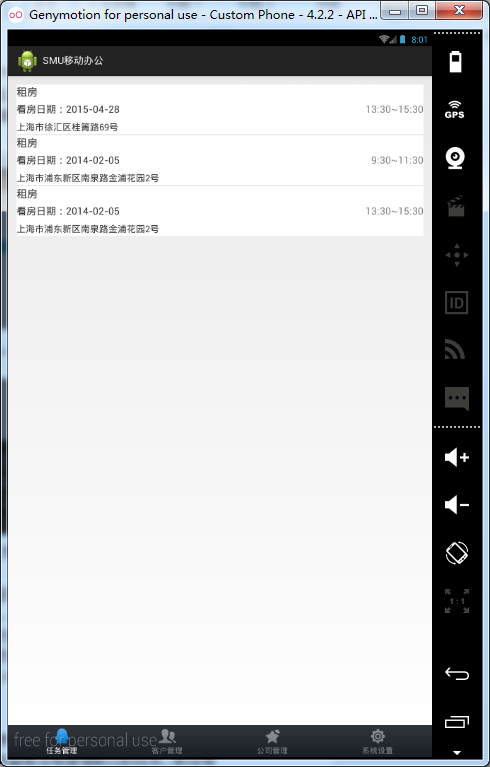 Genymotion for personal use - Custom Phone - 4.2.2 - API ...
8:01
SMU移动办公
GPS
租房
看房日期：2015-04-28 13:30~15:30
上海市徐汇区桂箐路69号
租房
看房日期：2014-02-05 9:30~11:30
上海市浦东新区南泉路金浦花园2号
租房
看房日期：2014-02-05 13:30~15:30
上海市浦东新区南泉路金浦花园2号
ID
1:1
free for personal use
任务管理 客户管理 公司管理 系统设置